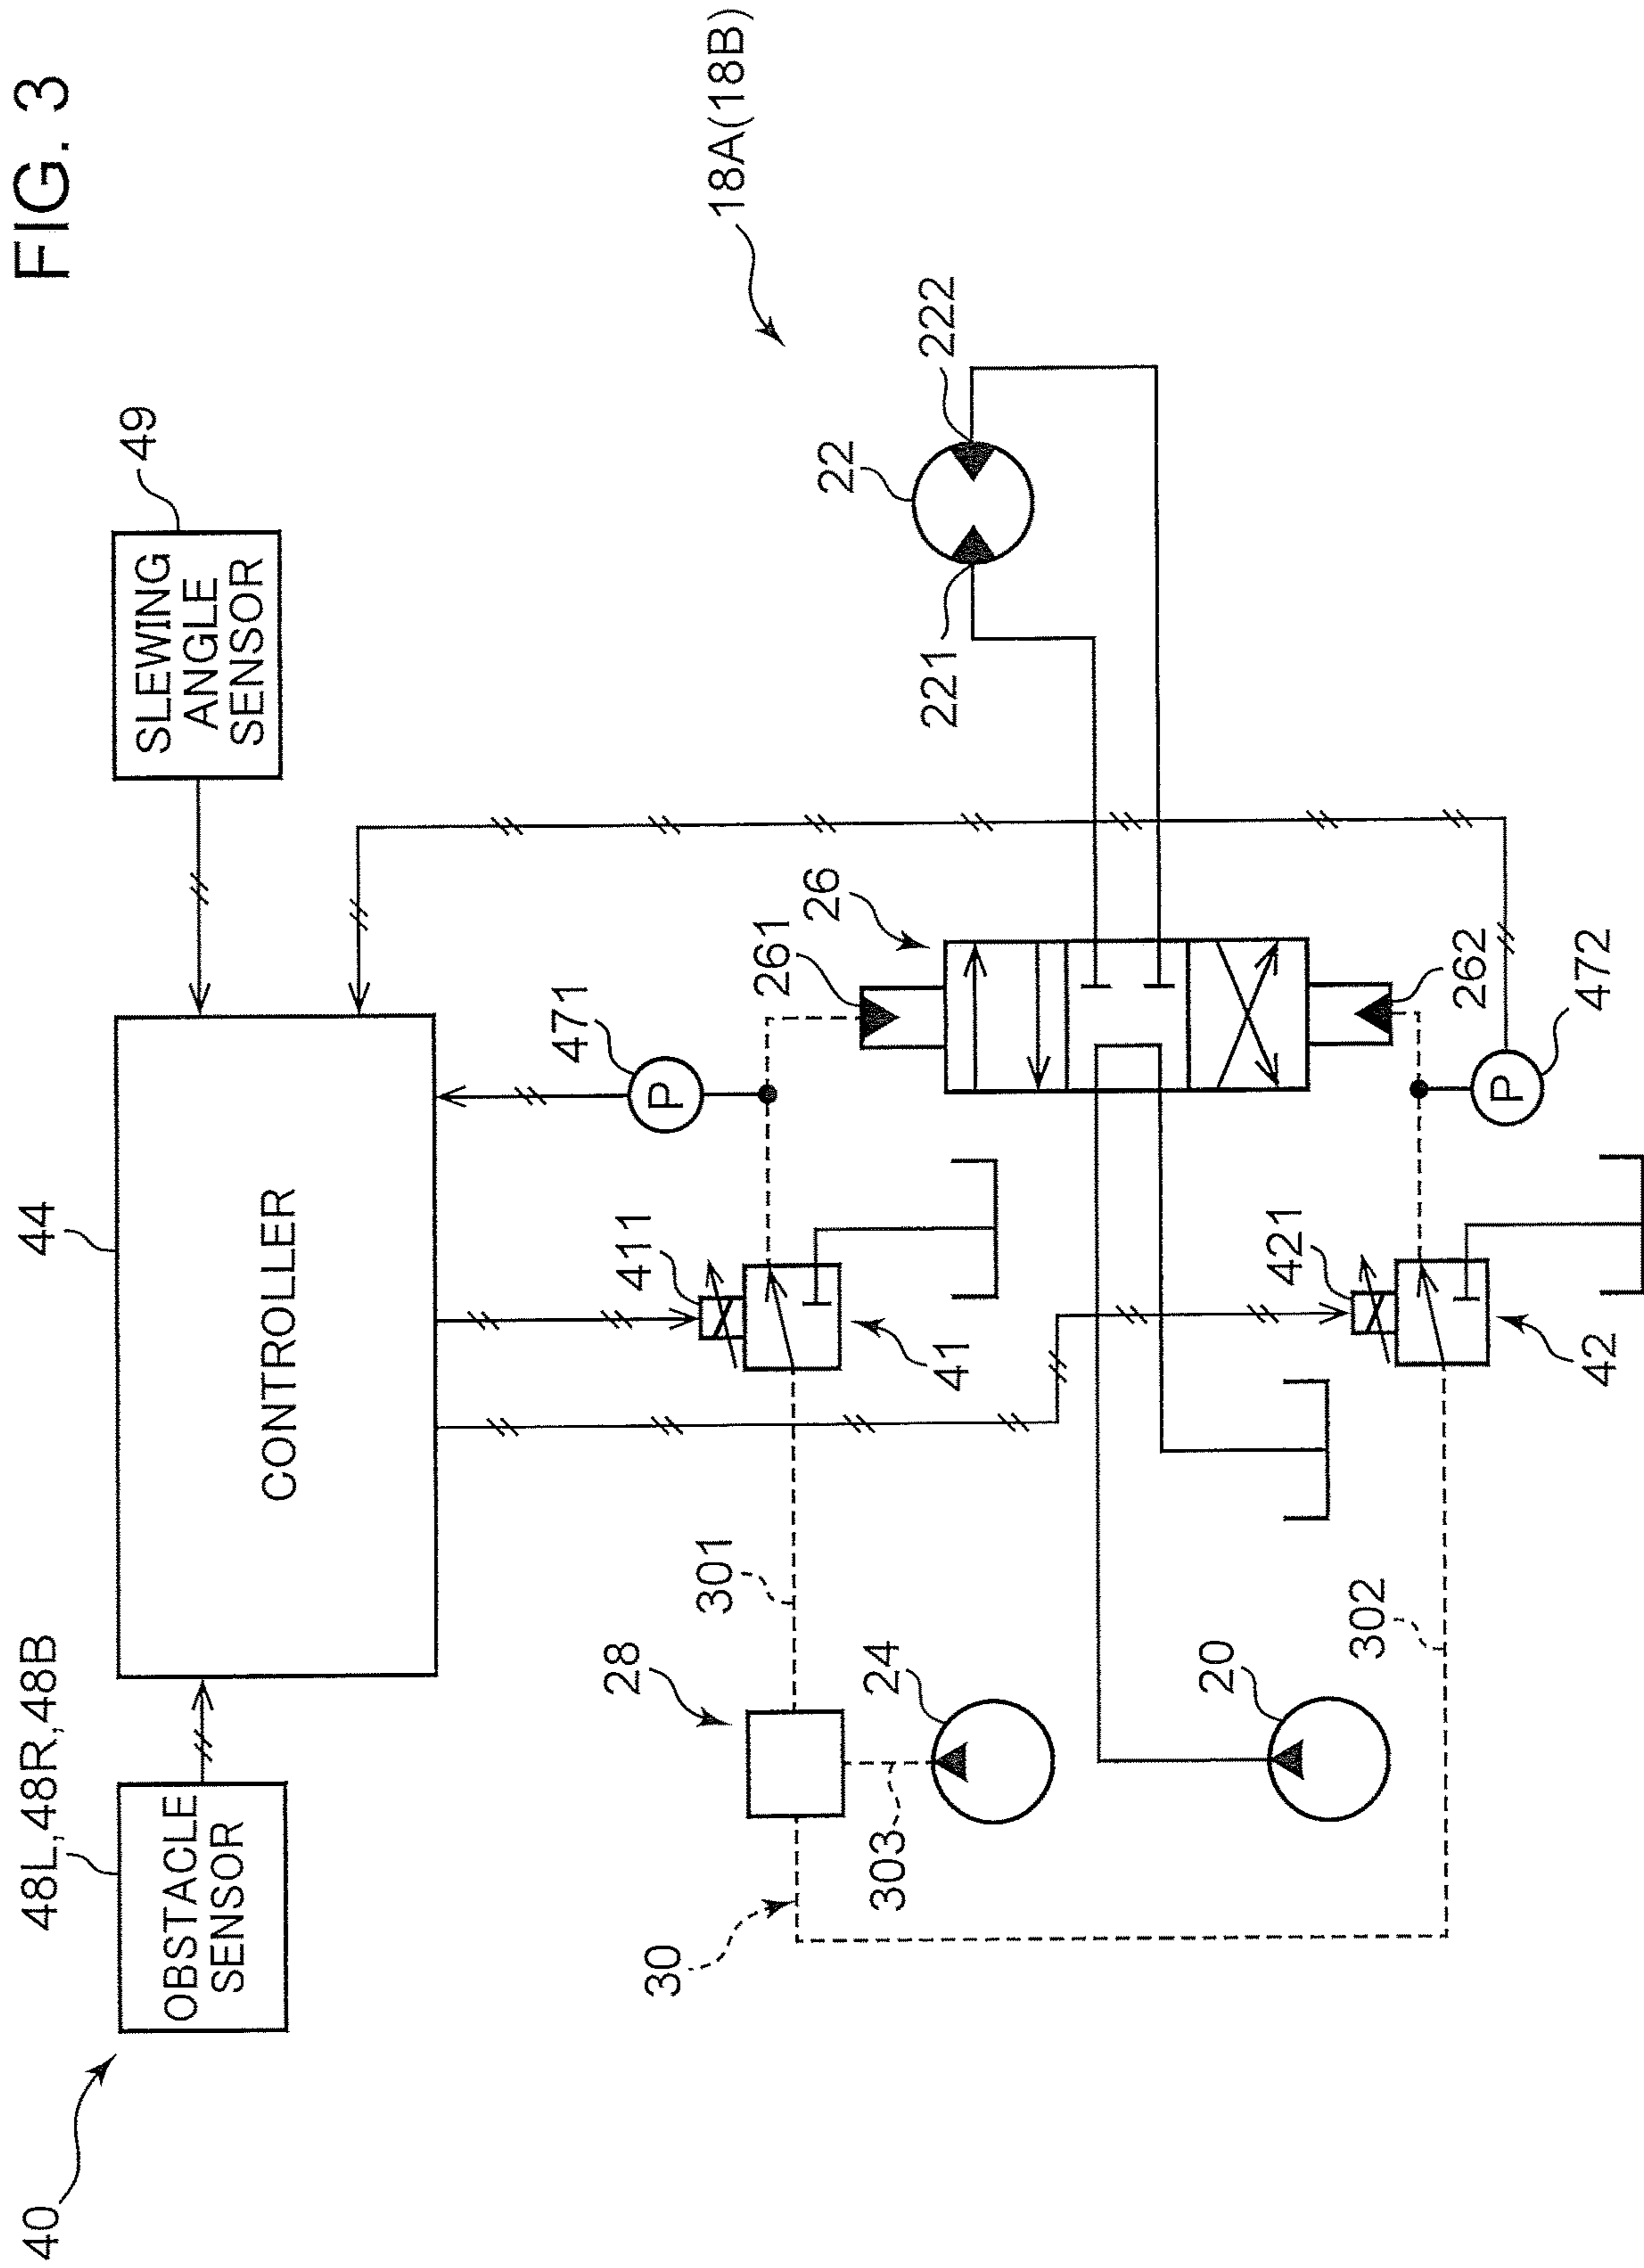 FIG. 3
40
48L,48R,48B
OBSTACLE
SENSOR
44
CONTROLLER
49
SLEWING
ANGLE
SENSOR
18A(18B)
30
28
301
303
24
20
302
411
41
421
42
471
P
261
26
262
472
P
22
221
222